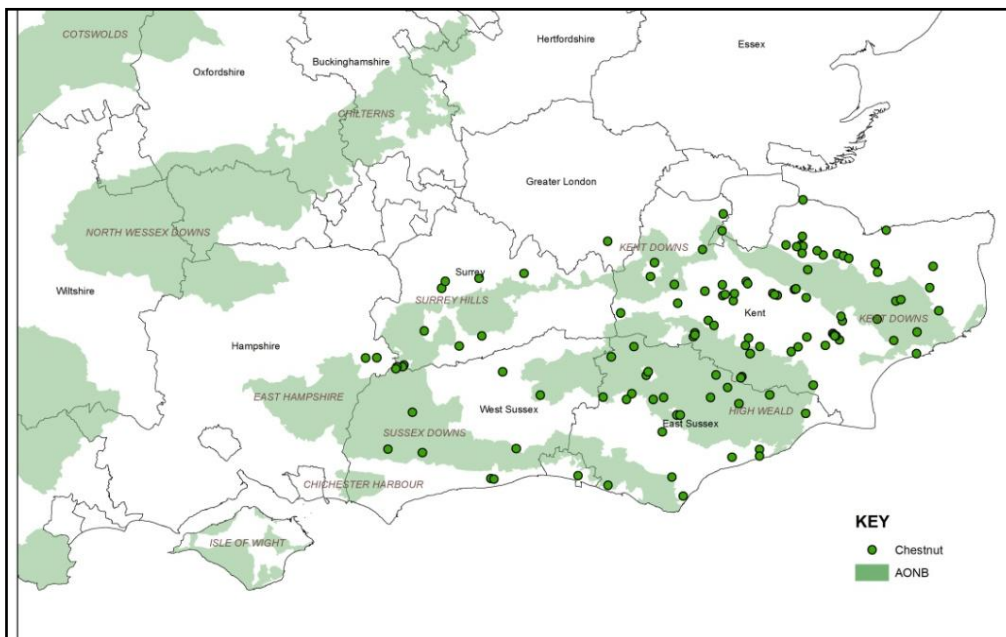 COTSWOLDS
Hertfordshire
Essex
Buckinghamshire
Oxfordshire
CHILTERNS
Greater London
NORTH WESSEX DOWNS
KENT DOWNS
Surrey
Wiltshire
SURREY HILLS
Kent
KENT DOWNS
Hampshire
EAST HAMPSHIRE
West Sussex
HIGH WEALD
East Sussex
SUSSEX DOWNS
CHICHESTER HARBOUR
ISLE OF WIGHT
KEY
Chestnut
AONB